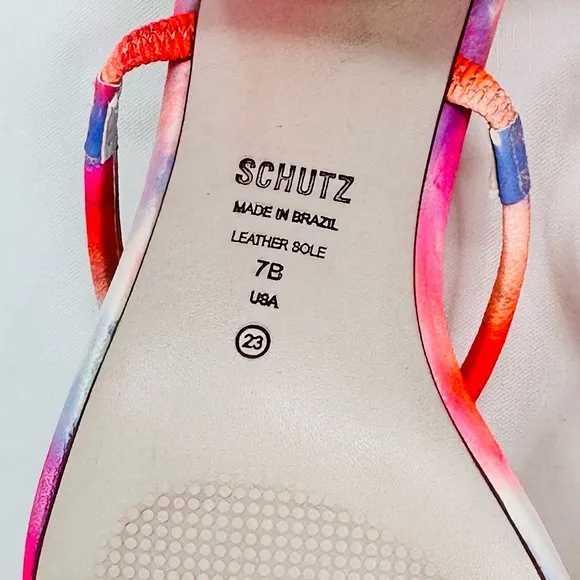 SCHUTZ
MADE IN BRAZIL
LEATHER SOLE
7B
USA
23